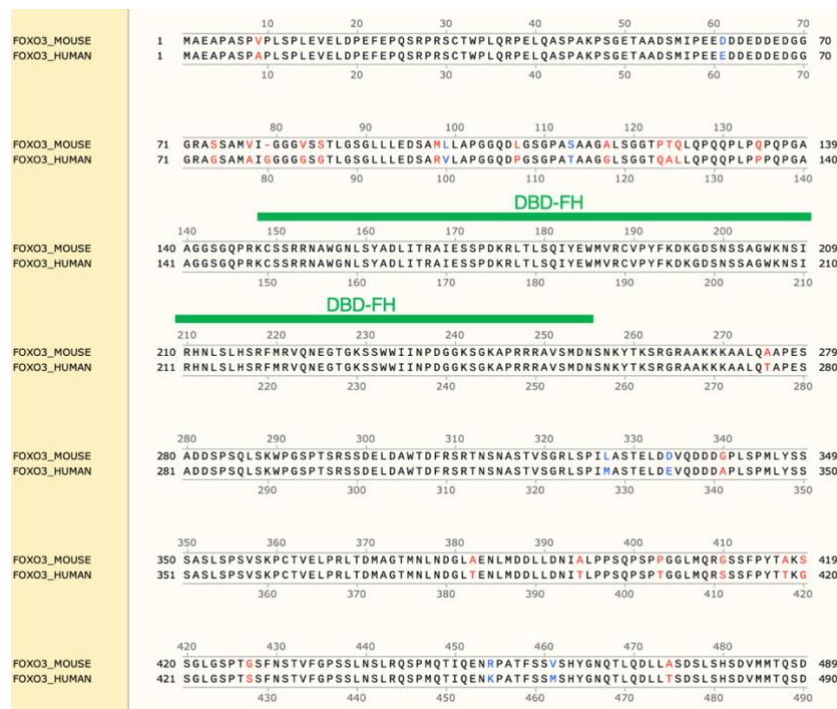 10 20 30 40 50 60 70
FOXO3_MOUSE 1 MAEAPASPVPLSPLEVELDPEFEPQSRPRSCTWPLQRPELQASPAKPSGETAADSMIPEEDDDEDDEDGG 70
FOXO3_HUMAN 1 MAEAPASPAPLSPLEVELDPEFEPQSRPRSCTWPLQRPELQASPAKPSGETAADSMIPEEEDDEDDEDGG 70
10 20 30 40 50 60 70
80 90 100 110 120 130
FOXO3_MOUSE 71 GRASSAMVI-GGGVSSTLGSGLLLEDSAMLLAPGGQDLGSGPASAAGALSGGTPTQLQPQQPLPQPQPGA 139
FOXO3_HUMAN 71 GRAGSAMAIGGGGGSGTLGSGLLLEDSARVLAPGGQDPGSGPATAAGGLSGGTQALLQPQQPLPPPQPGA 140
80 90 100 110 120 130 140
DBD-FH
140 150 160 170 180 190 200
FOXO3_MOUSE 140 AGGSGQPRKCSSRRNAWGNLSYADLITRAIESSPDKRLTLSQIYEWMVRCVPYFKDKGDSNSSAGWKNSI 209
FOXO3_HUMAN 141 AGGSGQPRKCSSRRNAWGNLSYADLITRAIESSPDKRLTLSQIYEWMVRCVPYFKDKGDSNSSAGWKNSI 210
150 160 170 180 190 200 210
DBD-FH
210 220 230 240 250 260 270
FOXO3_MOUSE 210 RHNLSLHSRFMRVQNEGTGKSSWWIINPDGGKSGKAPRRRAVSMDNSNKYTKSRGRAAKKKAALQAAPES 279
FOXO3_HUMAN 211 RHNLSLHSRFMRVQNEGTGKSSWWIINPDGGKSGKAPRRRAVSMDNSNKYTKSRGRAAKKKAALQTAPES 280
220 230 240 250 260 270 280
280 290 300 310 320 330 340
FOXO3_MOUSE 280 ADDSPSQLSKWPGSPTSRSSDELDAWTDFRSRTNSNASTVSGRLSPILASTELDDVQDDDGPLSPMLYSS 349
FOXO3_HUMAN 281 ADDSPSQLSKWPGSPTSRSSDELDAWTDFRSRTNSNASTVSGRLSPIMASTELDEVQDDDAPLSPMLYSS 350
290 300 310 320 330 340 350
350 360 370 380 390 400 410
FOXO3_MOUSE 350 SASLSPSVSKPCTVELPRLTDMAGTMNLNDGLAENLMDDLLDNIALPPSQPSPPGGLMQRGSSFPYTAKS 419
FOXO3_HUMAN 351 SASLSPSVSKPCTVELPRLTDMAGTMNLNDGLTENLMDDLLDNITLPPSQPSPTGGLMQRSSSFPYTTKG 420
360 370 380 390 400 410 420
420 430 440 450 460 470 480
FOXO3_MOUSE 420 SGLGSPTGSFNSTVFGPSSLNSLRQSPMQTIQENRPATFSSVSHYGNQTLQDLLASDSLSHSDVMMTQSD 489
FOXO3_HUMAN 421 SGLGSPTSSFNSTVFGPSSLNSLRQSPMQTIQENKPATFSSMSHYGNQTLQDLLTSDSLSHSDVMMTQSD 490
430 440 450 460 470 480 490